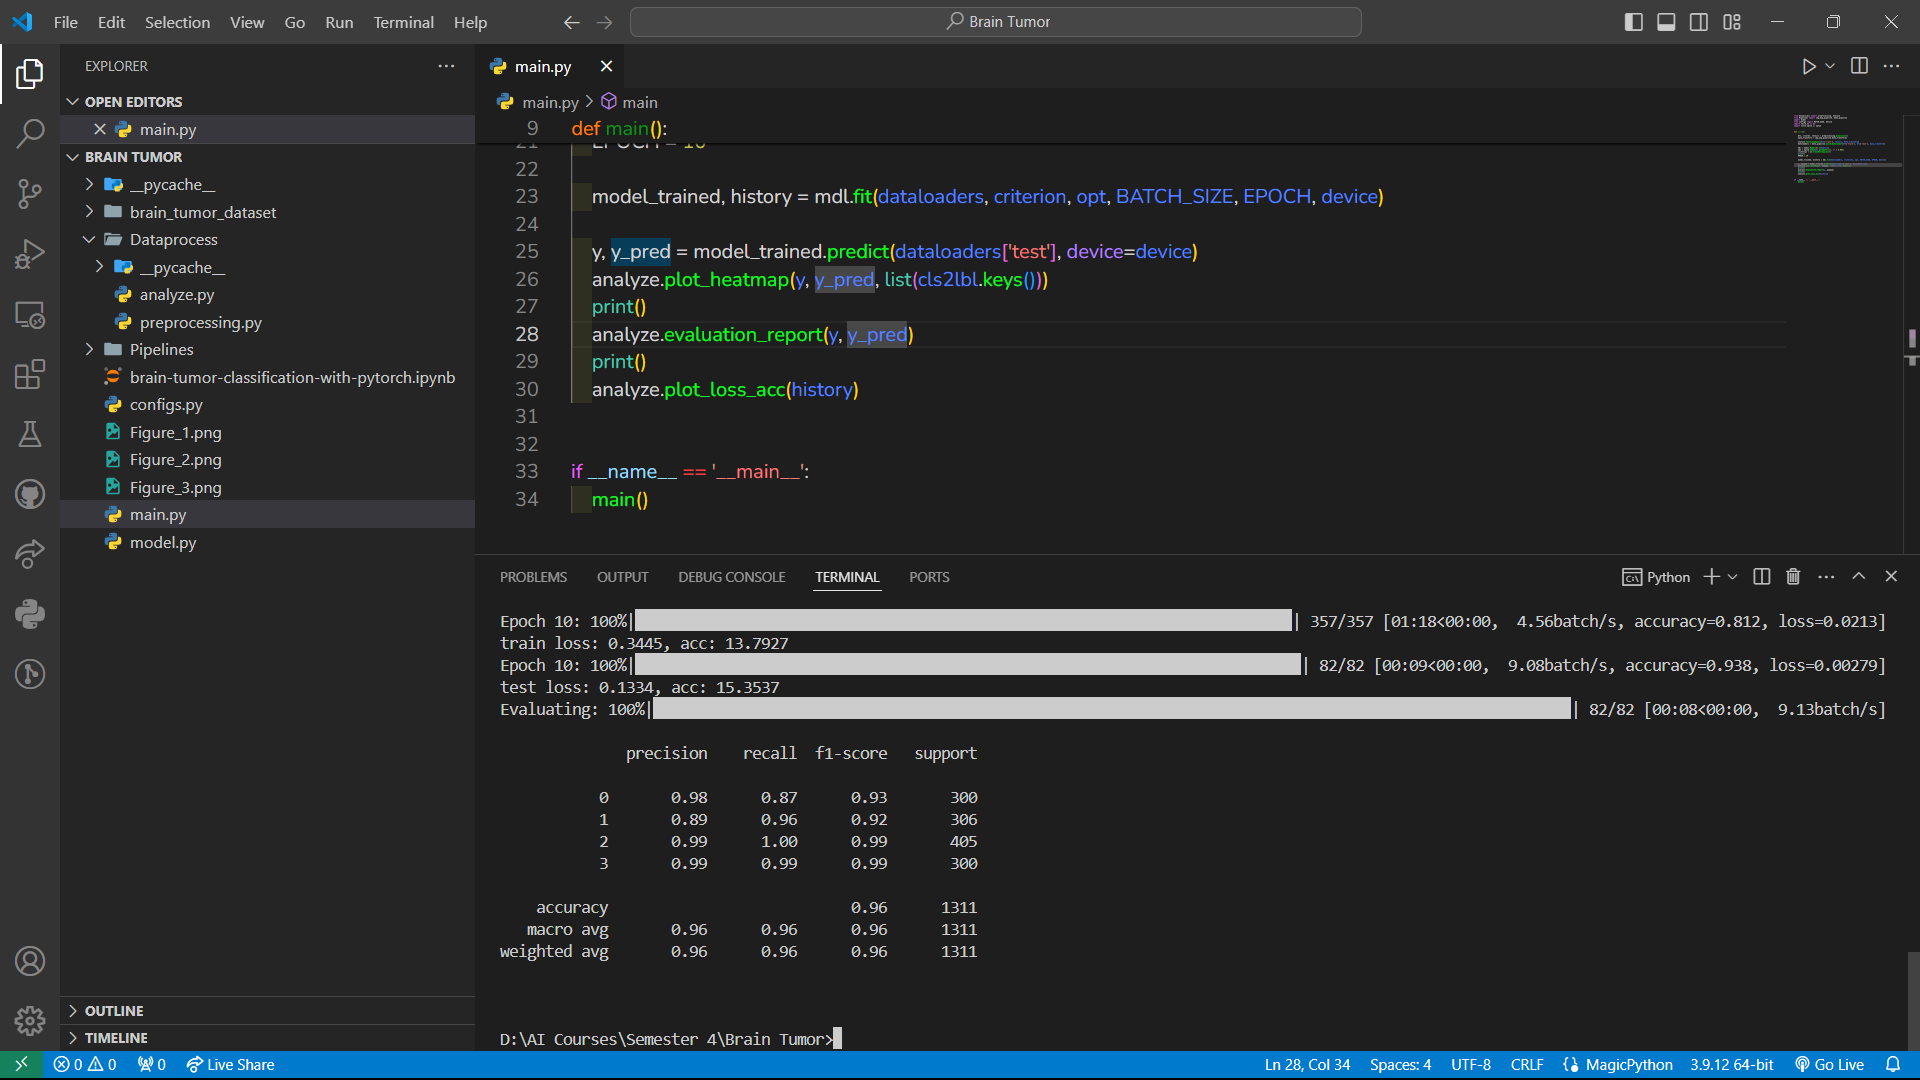 File Edit Selection View Go Run Terminal Help
Brain Tumor
EXPLORER
OPEN EDITORS
main.py
BRAIN TUMOR
__pycache__
brain_tumor_dataset
Dataprocess
__pycache__
analyze.py
preprocessing.py
Pipelines
brain-tumor-classification-with-pytorch.ipynb
configs.py
Figure_1.png
Figure_2.png
Figure_3.png
main.py
model.py
OUTLINE
TIMELINE
main.py
main.py > main
9 def main():
21 EPOCH = 10
22
23 model_trained, history = mdl.fit(dataloaders, criterion, opt, BATCH_SIZE, EPOCH, device)
24
25 y, y_pred = model_trained.predict(dataloaders['test'], device=device)
26 analyze.plot_heatmap(y, y_pred, list(cls2lbl.keys()))
27 print()
28 analyze.evaluation_report(y, y_pred)
29 print()
30 analyze.plot_loss_acc(history)
31
32
33 if __name__ == '__main__':
34 main()
PROBLEMS OUTPUT DEBUG CONSOLE TERMINAL PORTS
Python
Epoch 10: 100%| | 357/357 [01:18<00:00, 4.56batch/s, accuracy=0.812, loss=0.0213]
train loss: 0.3445, acc: 13.7927
Epoch 10: 100%| | 82/82 [00:09<00:00, 9.08batch/s, accuracy=0.938, loss=0.00279]
test loss: 0.1334, acc: 15.3537
Evaluating: 100%| | 82/82 [00:08<00:00, 9.13batch/s]
precision recall f1-score support
0 0.98 0.87 0.93 300
1 0.89 0.96 0.92 306
2 0.99 1.00 0.99 405
3 0.99 0.99 0.99 300
accuracy 0.96 1311
macro avg 0.96 0.96 0.96 1311
weighted avg 0.96 0.96 0.96 1311
D:\AI Courses\Semester 4\Brain Tumor>
0 0 0 Live Share
Ln 28, Col 34 Spaces: 4 UTF-8 CRLF MagicPython 3.9.12 64-bit Go Live